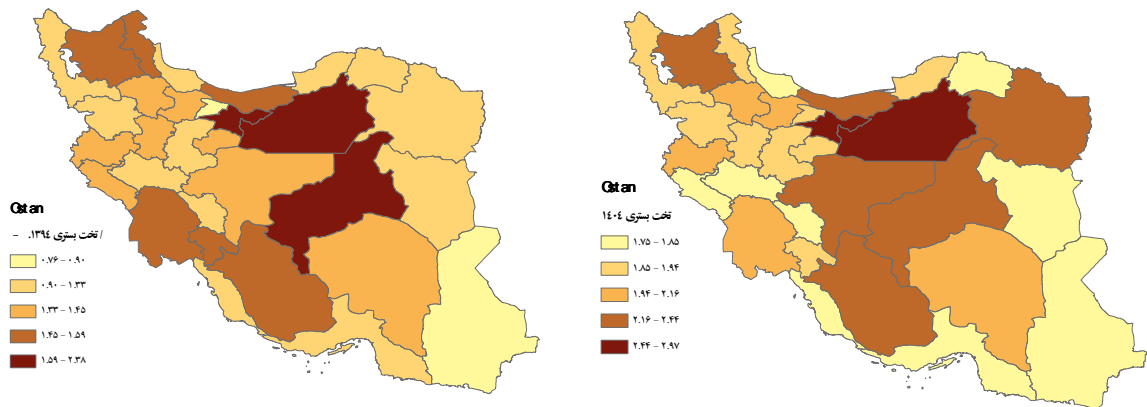 Ostan
/ تخت بستری ۱۳۹۴.
۰.۷۶ - ۰.۹۰
۰.۹۰ - ۱.۳۳
۱.۳۳ - ۱.۴۵
۱.۴۵ - ۱.۵۹
۱.۵۹ - ۲.۳۸
Ostan
تخت بستری ۱۴۰۴
۱.۷۵ - ۱.۸۵
۱.۸۵ - ۱.۹۴
۱.۹۴ - ۲.۱۶
۲.۱۶ - ۲.۴۴
۲.۴۴ - ۲.۹۷